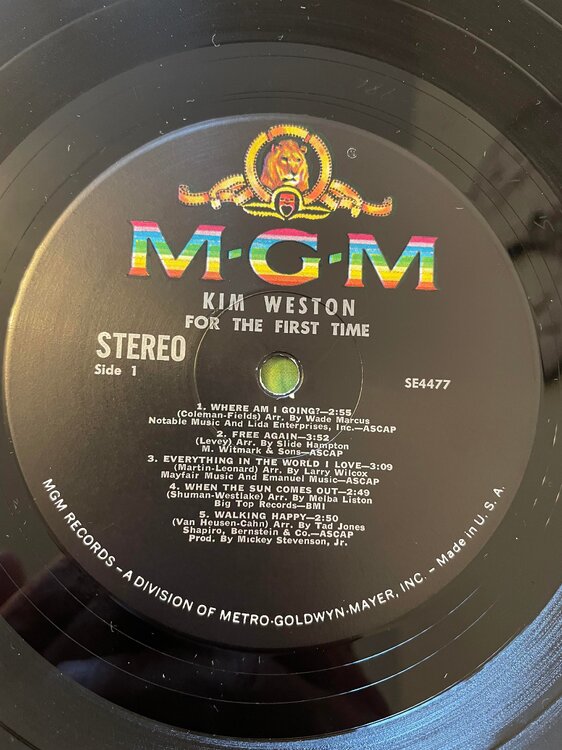 M·G·M
KIM WESTON
FOR THE FIRST TIME
STEREO
Side 1
SE4477
1. WHERE AM I GOING?—2:55
(Coleman-Fields) Arr. By Wade Marcus
Notable Music And Lida Enterprises, Inc.—ASCAP
2. FREE AGAIN—3:52
(Levey) Arr. By Slide Hampton
M. Witmark & Sons—ASCAP
3. EVERYTHING IN THE WORLD I LOVE—3:09
(Martin-Leonard) Arr. By Larry Wilcox
Mayfair Music And Emanuel Music—ASCAP
4. WHEN THE SUN COMES OUT—2:49
(Shuman-Westlake) Arr. By Melba Liston
Big Top Records—BMI
5. WALKING HAPPY—2:50
(Van Heusen-Cahn) Arr. By Tad Jones
Shapiro, Bernstein & Co.—ASCAP
Prod. By Mickey Stevenson, Jr.
MGM RECORDS – A DIVISION OF METRO-GOLDWYN-MAYER, INC. – Made in U. S. A.